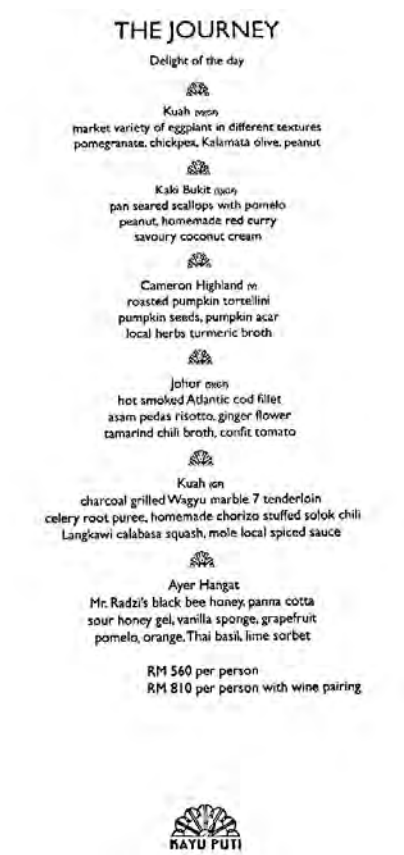 THE JOURNEY
Delight of the day
Kuah
market variety of eggplant in different textures
pomegranate, chickpea, Kalamata olive, peanut
Kaki Bukit
pan seared scallops with pomelo
peanut, homemade red curry
savoury coconut cream
Cameron Highland (v)
roasted pumpkin tortellini
pumpkin seeds, pumpkin acar
local herbs turmeric broth
Johor
hot smoked Atlantic cod fillet
asam pedas risotto, ginger flower
tamarind chili broth, confit tomato
Kuah (GF)
charcoal grilled Wagyu marble 7 tenderloin
celery root puree, homemade chorizo stuffed solok chili
Langkawi calabasa squash, mole local spiced sauce
Ayer Hangat
Mr. Radzi's black bee honey, panna cotta
sour honey gel, vanilla sponge, grapefruit
pomelo, orange, Thai basil, lime sorbet
RM 560 per person
RM 810 per person with wine pairing
KAYU PUTI